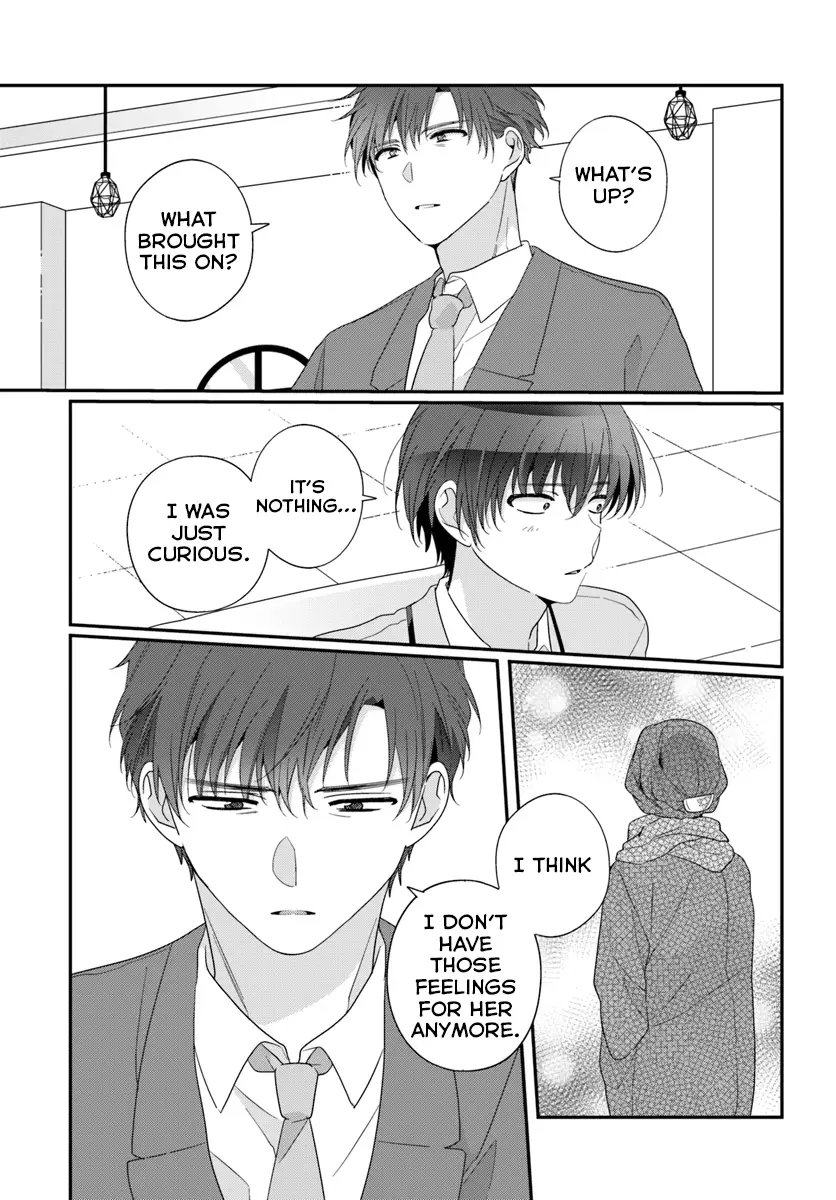 WHAT'S
UP?
WHAT
BROUGHT
THIS ON?
IT'S
NOTHING...
I WAS
JUST
CURIOUS.
I THINK
I DON'T
HAVE
THOSE
FEELINGS
FOR HER
ANYMORE.